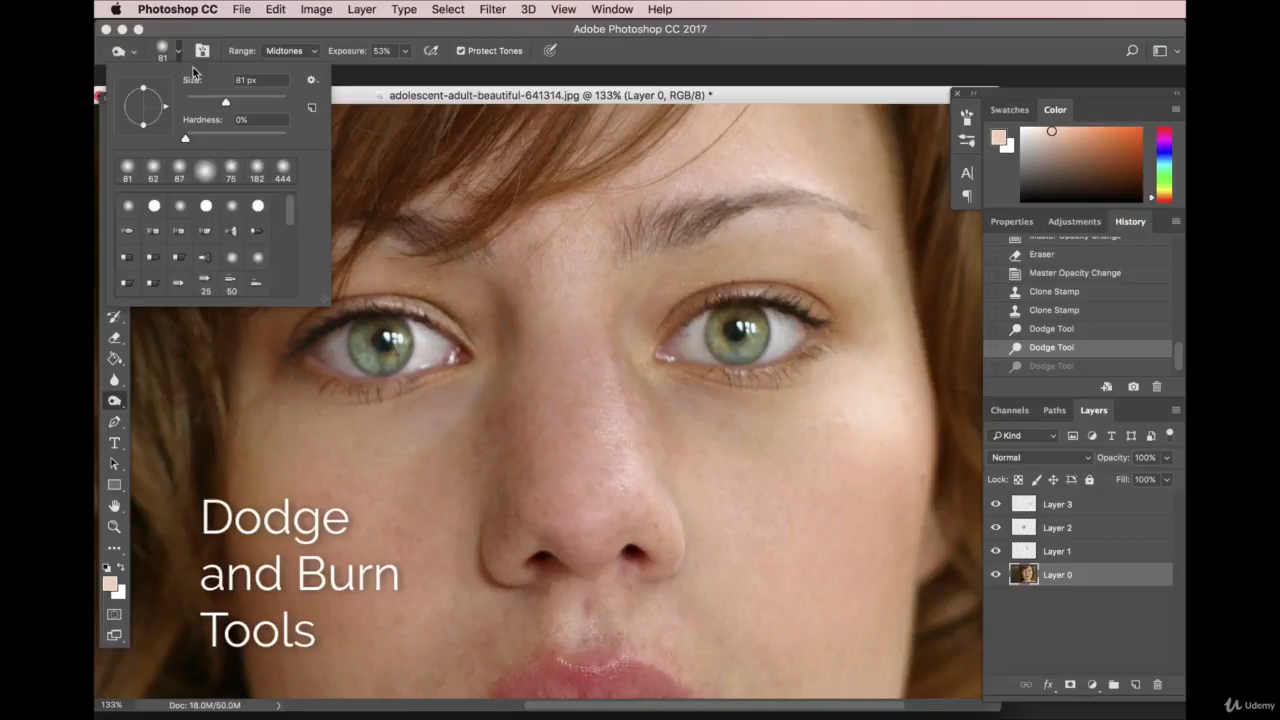 Photoshop CC File Edit Image Layer Type Select Filter 3D View Window Help
Adobe Photoshop CC 2017
81 Range: Midtones Exposure: 53% Protect Tones
Size: 81 px
Hardness: 0%
81 62 87 75 182 444
25 50
adolescent-adult-beautiful-641314.jpg @ 133% (Layer 0, RGB/8) *
Swatches Color
Properties Adjustments History
Master Opacity Change
Eraser
Master Opacity Change
Clone Stamp
Clone Stamp
Dodge Tool
Dodge Tool
Dodge Tool
Channels Paths Layers
Kind
Normal Opacity: 100%
Lock: Fill: 100%
Layer 3
Layer 2
Layer 1
Layer 0
fx
Dodge
and Burn
Tools
133% Doc: 18.0M/50.0M
Udemy